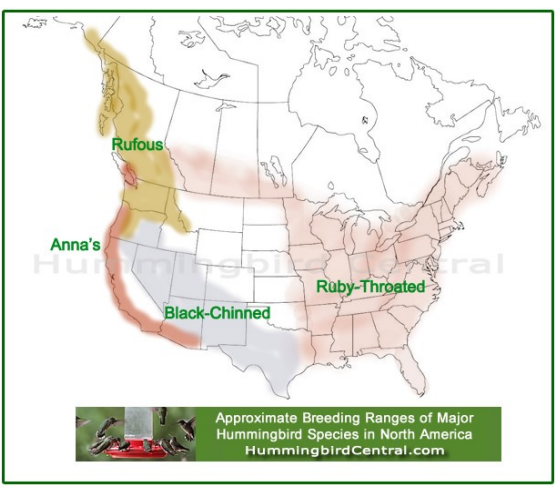 Rufous
Anna's
Hummingbird Central
Ruby-Throated
Black-Chinned
Approximate Breeding Ranges of Major
Hummingbird Species in North America
HummingbirdCentral.com